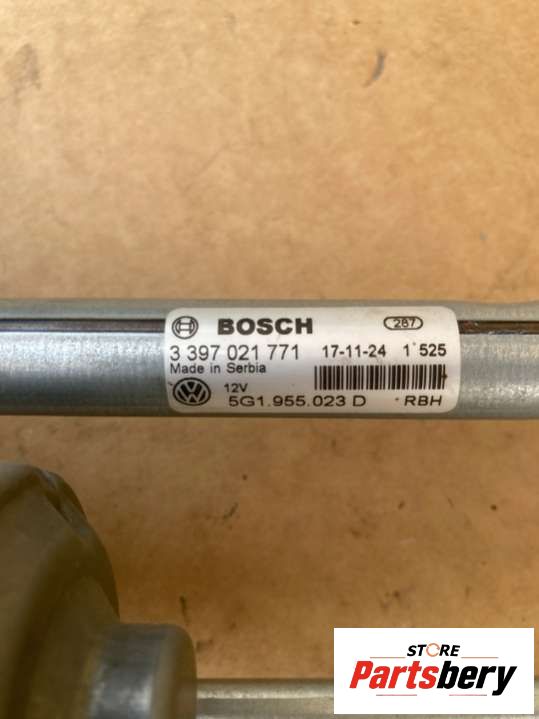 BOSCH 287
3 397 021 771 17-11-24 1 525
Made in Serbia
12V
5G1.955.023 D RBH
STORE
Partsbery